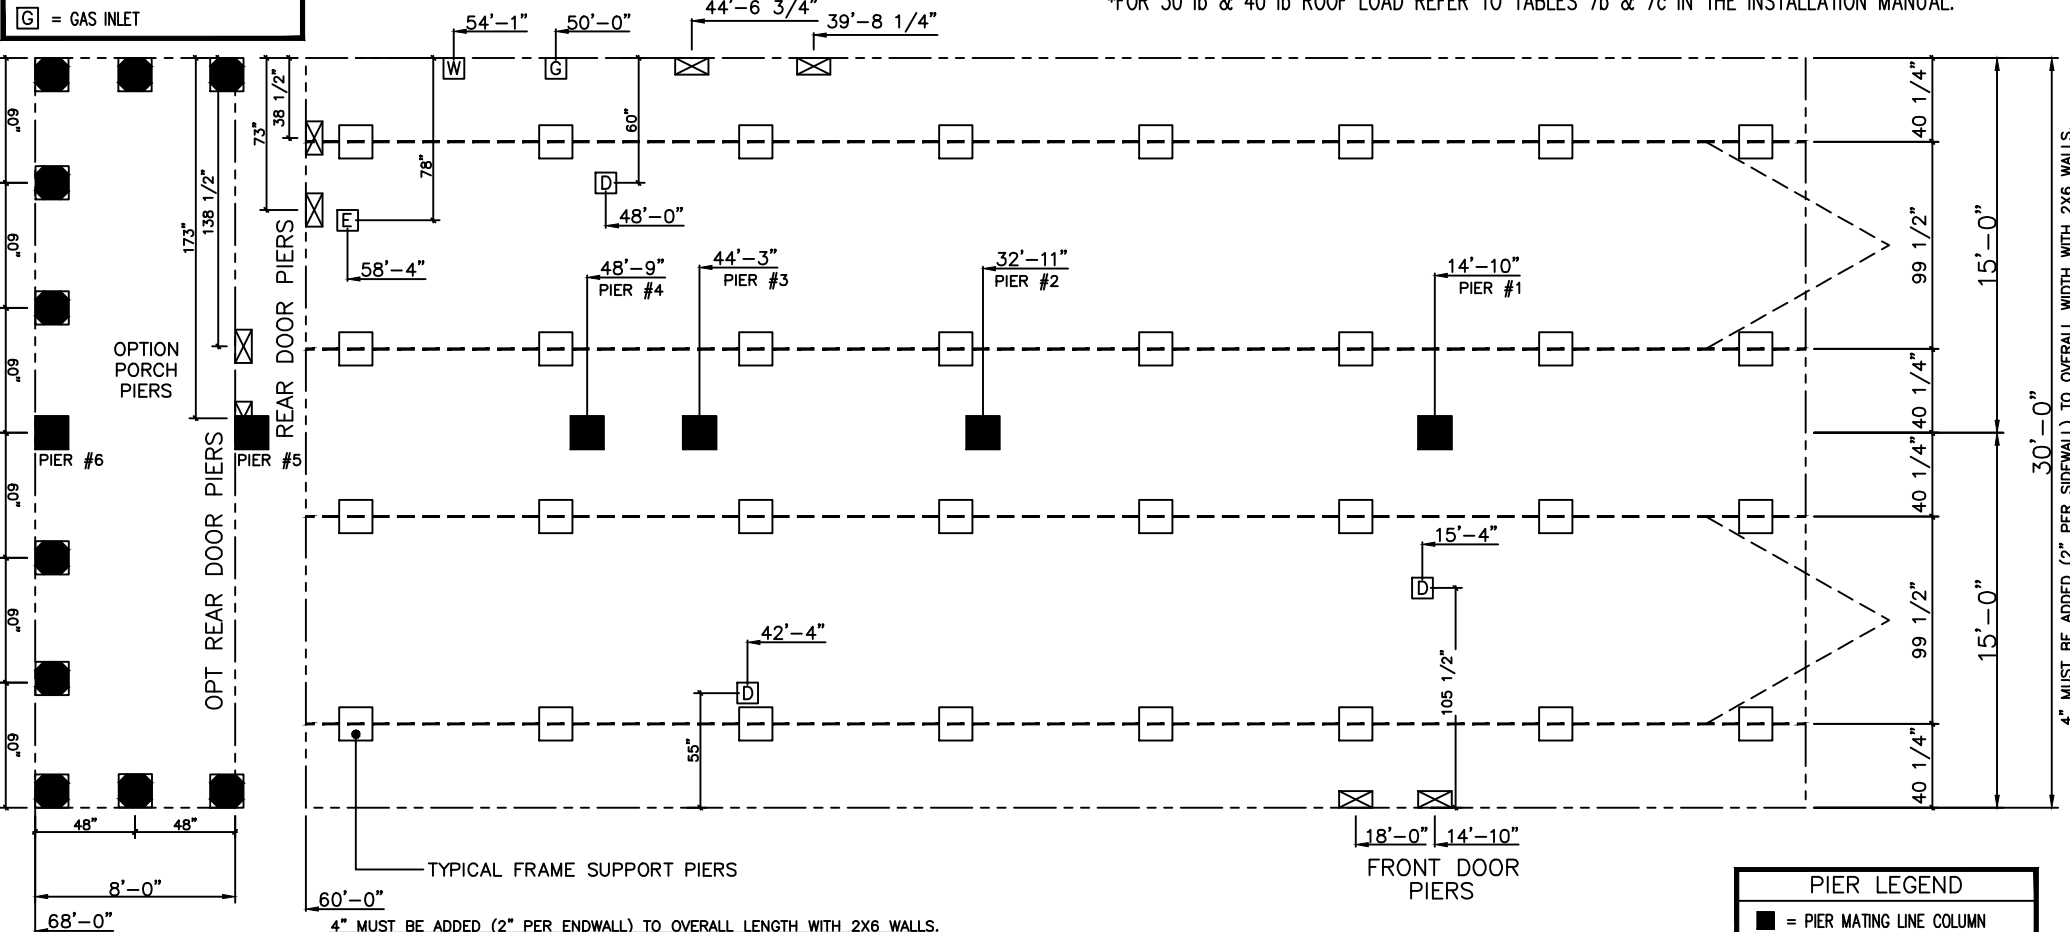 G = GAS INLET
*FOR 30 lb & 40 lb ROOF LOAD REFER TO TABLES 7b & 7c IN THE INSTALLATION MANUAL.
54'-1"
50'-0"
44'-6 3/4"
39'-8 1/4"
W
G
60"
60"
60"
60"
60"
60"
173"
138 1/2"
73"
38 1/2"
78"
60"
E
D
48'-0"
58'-4"
48'-9"
PIER #4
44'-3"
PIER #3
32'-11"
PIER #2
14'-10"
PIER #1
OPTION
PORCH
PIERS
REAR DOOR PIERS
OPT REAR DOOR PIERS
PIER #6
PIER #5
40 1/4"
99 1/2"
40 1/4"
40 1/4"
99 1/2"
40 1/4"
15'-0"
15'-0"
30'-0"
4" MUST BE ADDED (2" PER SIDEWALL) TO OVERALL WIDTH WITH 2X6 WALLS
15'-4"
D
105 1/2"
42'-4"
D
55"
48"
48"
8'-0"
68'-0"
TYPICAL FRAME SUPPORT PIERS
60'-0"
4" MUST BE ADDED (2" PER ENDWALL) TO OVERALL LENGTH WITH 2X6 WALLS.
18'-0"
14'-10"
FRONT DOOR
PIERS
PIER LEGEND
= PIER MATING LINE COLUMN